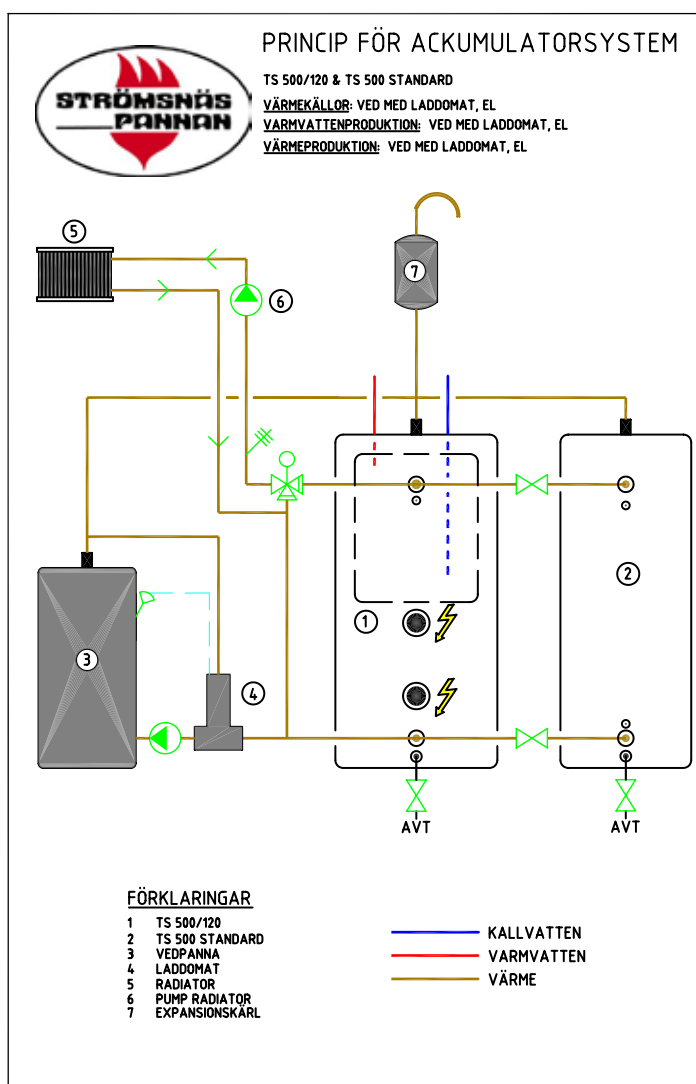 STRÖMSNÄS
PANNAN
PRINCIP FÖR ACKUMULATORSYSTEM
TS 500/120 & TS 500 STANDARD
VÄRMEKÄLLOR: VED MED LADDOMAT, EL
VARMVATTENPRODUKTION: VED MED LADDOMAT, EL
VÄRMEPRODUKTION: VED MED LADDOMAT, EL
5
6
7
1
2
3
4
AVT
AVT
FÖRKLARINGAR
1 TS 500/120
2 TS 500 STANDARD
3 VEDPANNA
4 LADDOMAT
5 RADIATOR
6 PUMP RADIATOR
7 EXPANSIONSKÄRL
KALLVATTEN
VARMVATTEN
VÄRME